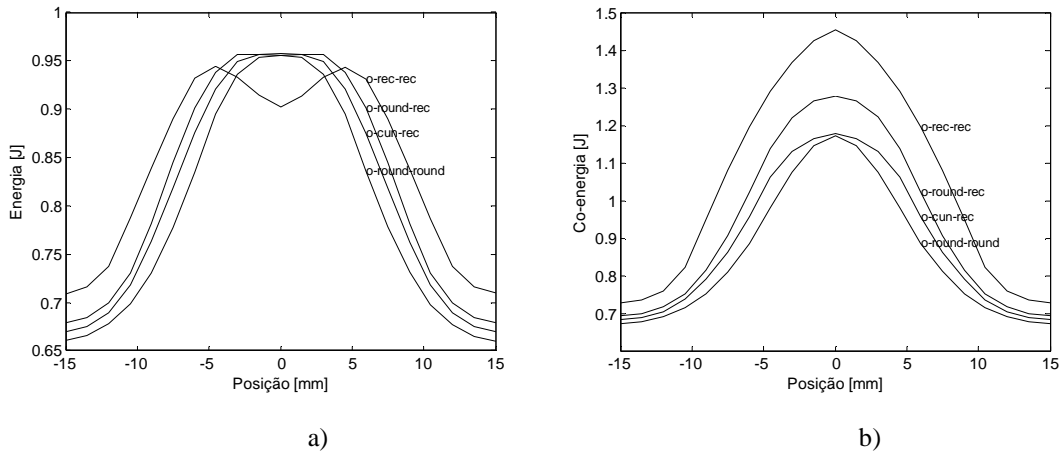 1
0.95
0.9
0.85
0.8
0.75
0.7
0.65
Energia [J]
o-rec-rec
o-round-rec
o-cun-rec
o-round-round
-15 -10 -5 0 5 10 15
Posição [mm]
a)
1.5
1.4
1.3
1.2
1.1
1
0.9
0.8
0.7
Co-energia [J]
o-rec-rec
o-round-rec
o-cun-rec
o-round-round
-15 -10 -5 0 5 10 15
Posição [mm]
b)